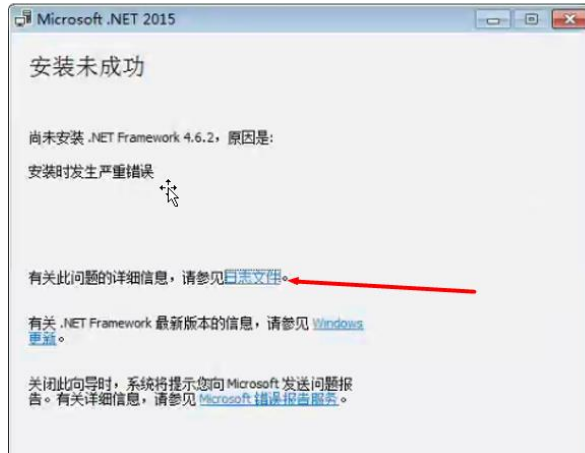 Microsoft .NET 2015
安装未成功
尚未安装 .NET Framework 4.6.2，原因是:
安装时发生严重错误
有关此问题的详细信息，请参见日志文件。
有关 .NET Framework 最新版本的信息，请参见 Windows
更新。
关闭此向导时，系统将提示您向 Microsoft 发送问题报
告。有关详细信息，请参见 Microsoft 错误报告服务。